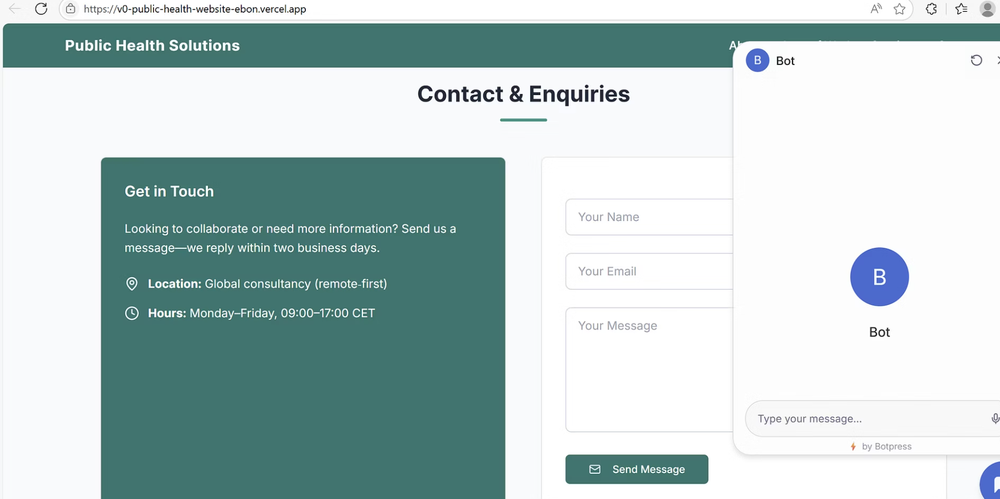 https://v0-public-health-website-ebon.vercel.app
Public Health Solutions
B Bot
Contact & Enquiries
Get in Touch
Looking to collaborate or need more information? Send us a
message—we reply within two business days.
Location: Global consultancy (remote-first)
Hours: Monday–Friday, 09:00–17:00 CET
Your Name
Your Email
Your Message
Send Message
B
Bot
Type your message...
by Botpress